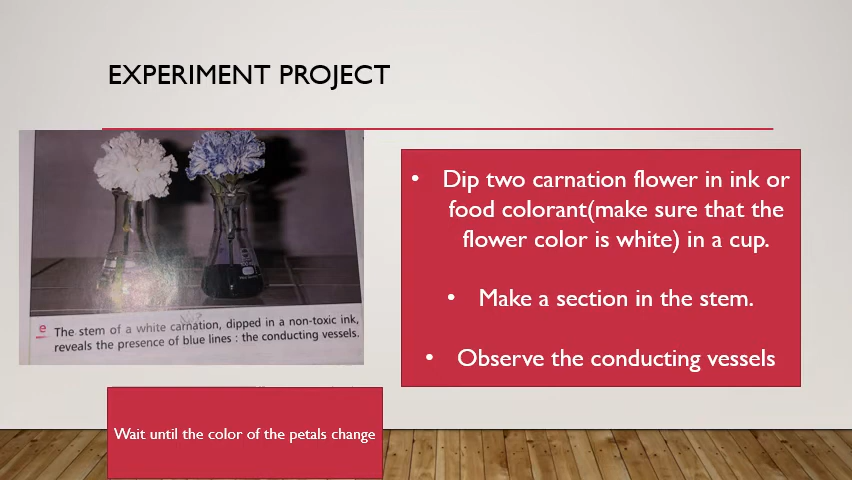 EXPERIMENT PROJECT
e The stem of a white carnation, dipped in a non-toxic ink,
reveals the presence of blue lines : the conducting vessels.
• Dip two carnation flower in ink or
food colorant(make sure that the
flower color is white) in a cup.
• Make a section in the stem.
• Observe the conducting vessels
Wait until the color of the petals change